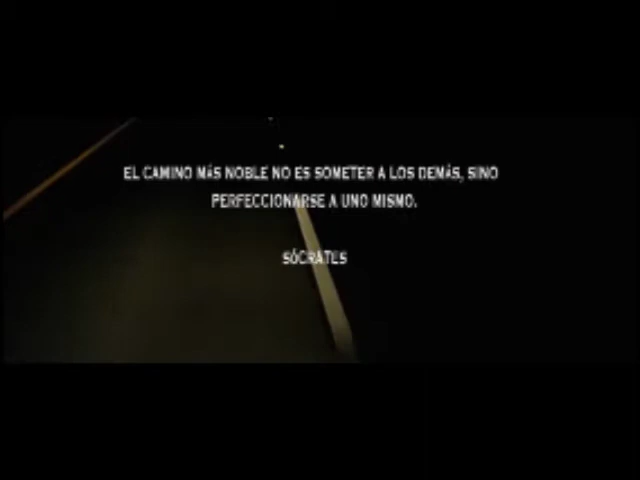 EL CAMINO MÁS NOBLE NO ES SOMETER A LOS DEMÁS, SINO
PERFECCIONARSE A UNO MISMO.
SÓCRATES